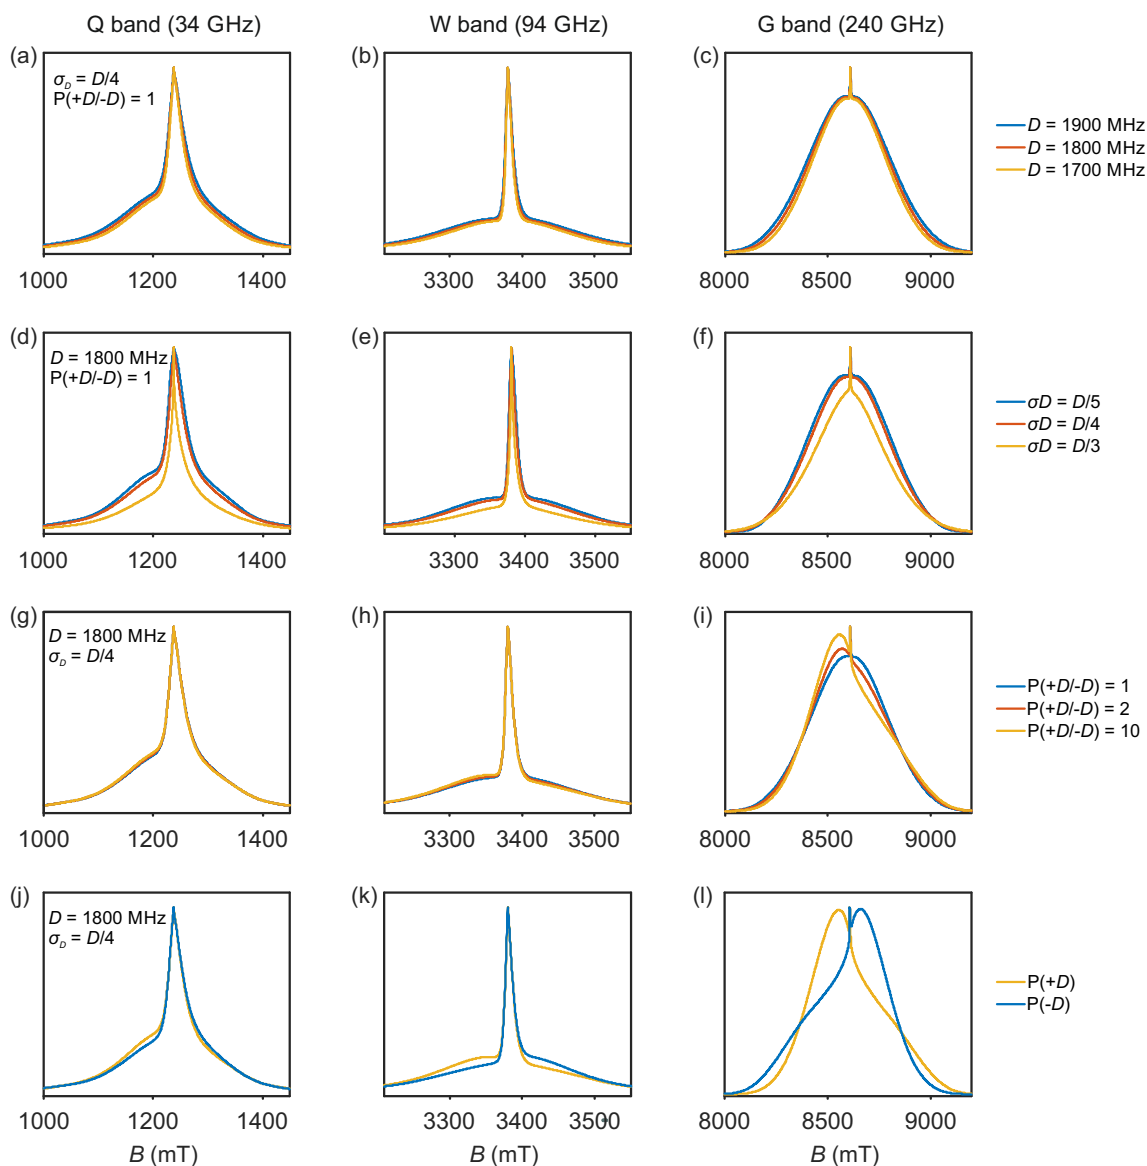 Q band (34 GHz) W band (94 GHz) G band (240 GHz)
(a) (b) (c)
σD = D/4
P(+D/-D) = 1
D = 1900 MHz
D = 1800 MHz
D = 1700 MHz
1000 1200 1400 3300 3400 3500 8000 8500 9000
(d) (e) (f)
D = 1800 MHz
P(+D/-D) = 1
σD = D/5
σD = D/4
σD = D/3
1000 1200 1400 3300 3400 3500 8000 8500 9000
(g) (h) (i)
D = 1800 MHz
σD = D/4
P(+D/-D) = 1
P(+D/-D) = 2
P(+D/-D) = 10
1000 1200 1400 3300 3400 3500 8000 8500 9000
(j) (k) (l)
D = 1800 MHz
σD = D/4
P(+D)
P(-D)
1000 1200 1400 3300 3400 3500 8000 8500 9000
B (mT) B (mT) B (mT)